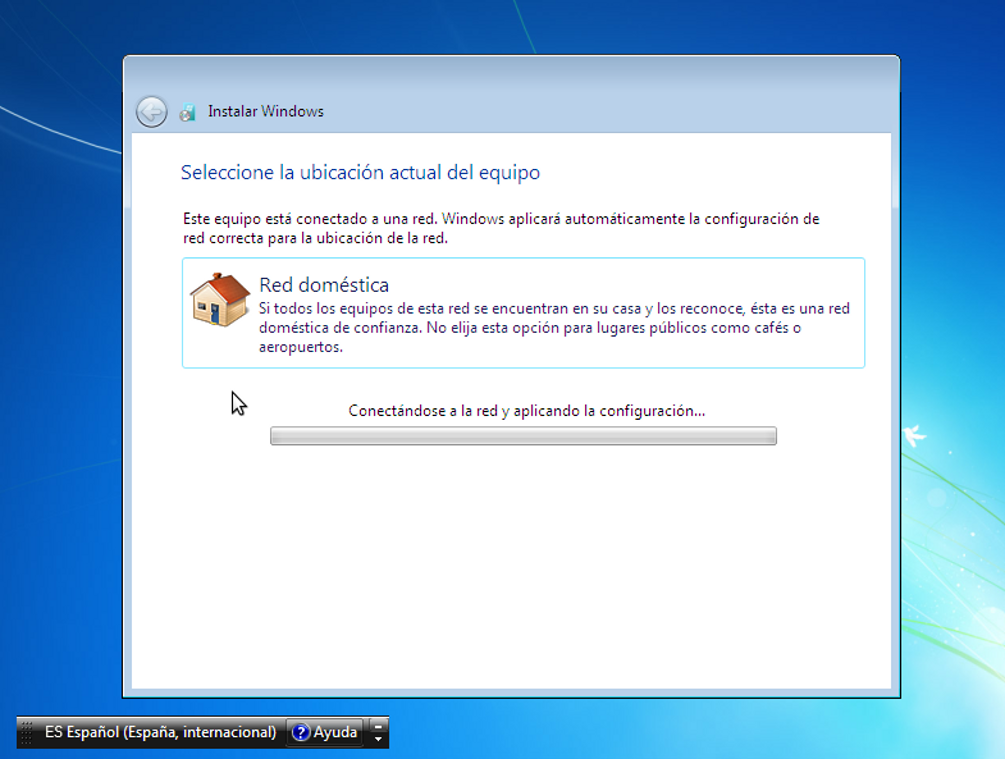 Instalar Windows
Seleccione la ubicación actual del equipo
Este equipo está conectado a una red. Windows aplicará automáticamente la configuración de
red correcta para la ubicación de la red.
Red doméstica
Si todos los equipos de esta red se encuentran en su casa y los reconoce, ésta es una red
doméstica de confianza. No elija esta opción para lugares públicos como cafés o
aeropuertos.
Conectándose a la red y aplicando la configuración...
ES Español (España, internacional) ? Ayuda